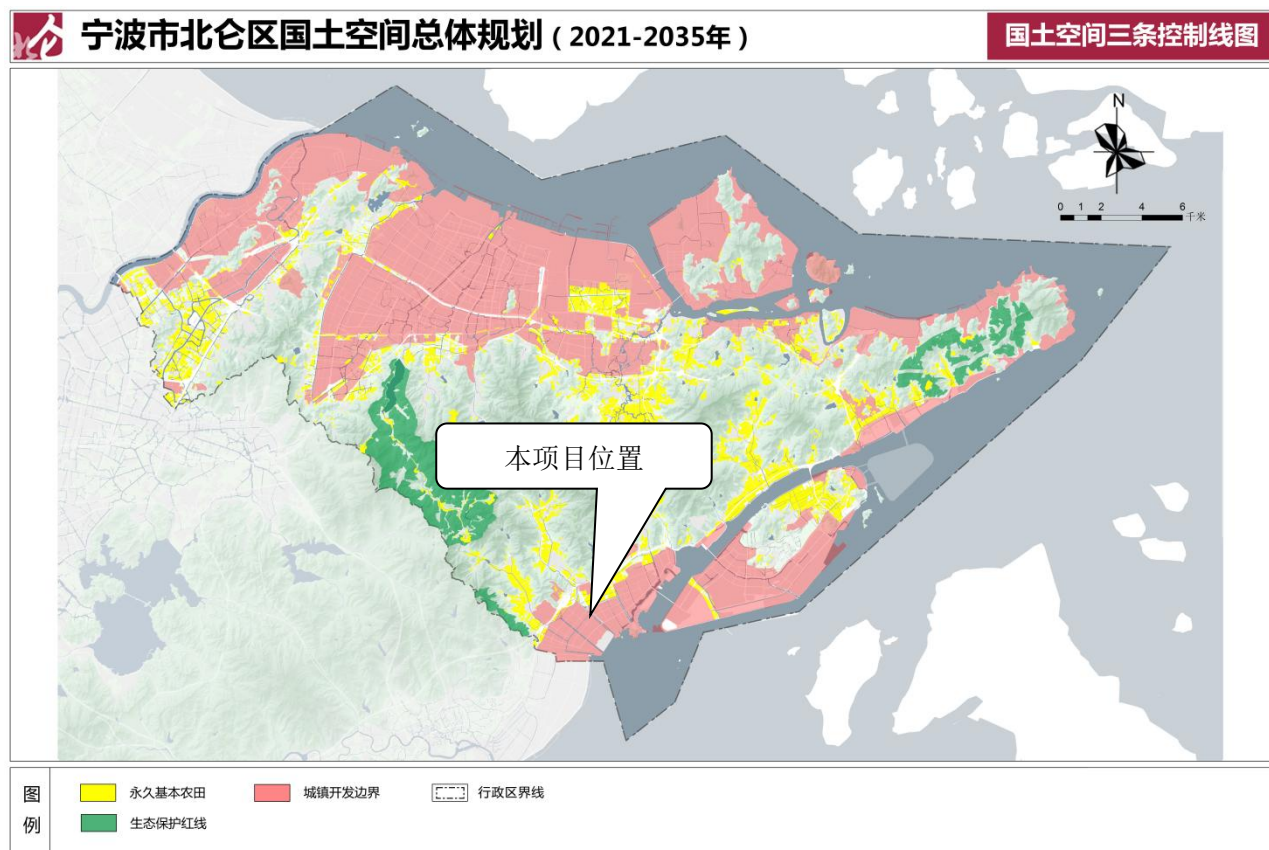 宁波市北仑区国土空间总体规划（2021-2035年）
国土空间三条控制线图
N
0 1 2 4 6
千米
本项目位置
图例
永久基本农田
城镇开发边界
行政区界线
生态保护红线